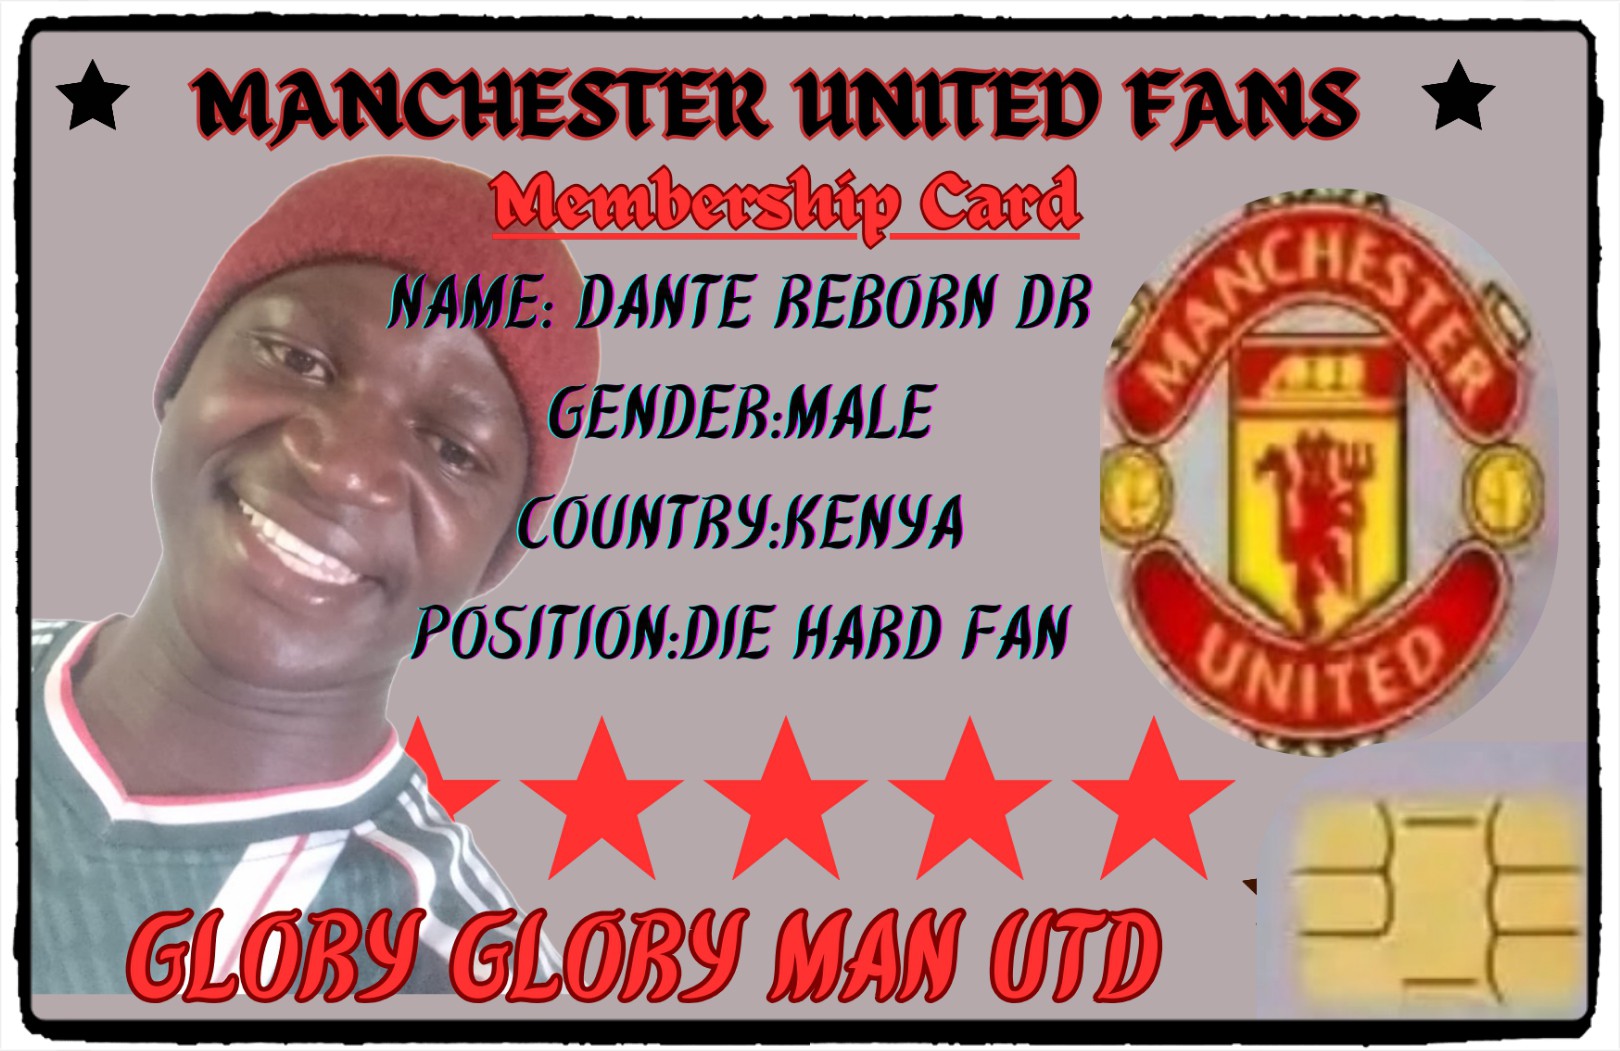 MANCHESTER UNITED FANS
Membership Card
NAME: DANTE REBORN DR
GENDER:MALE
COUNTRY:KENYA
POSITION:DIE HARD FAN
MANCHESTER
UNITED
GLORY GLORY MAN UTD